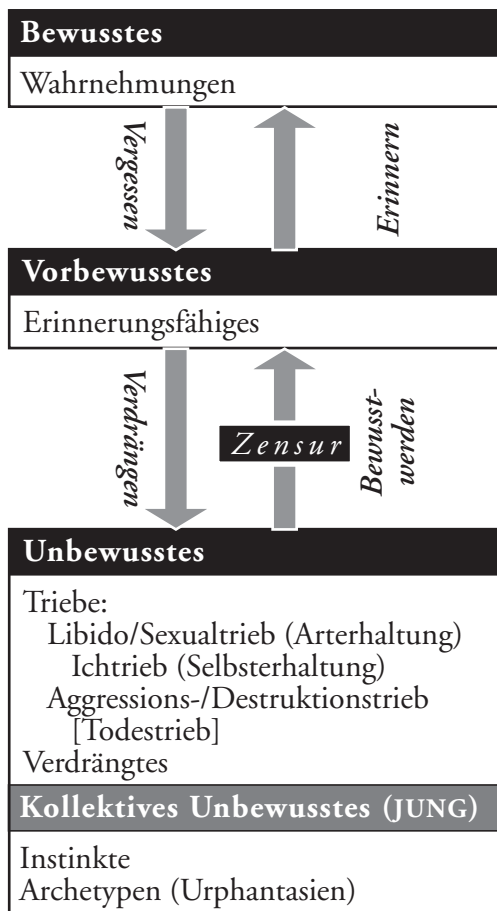 Bewusstes
Wahrnehmungen
Vergessen
Erinnern
Vorbewusstes
Erinnerungsfähiges
Verdrängen
Zensur
Bewusst-
werden
Unbewusstes
Triebe:
Libido/Sexualtrieb (Arterhaltung)
Ichtrieb (Selbsterhaltung)
Aggressions-/Destruktionstrieb
[Todestrieb]
Verdrängtes
Kollektives Unbewusstes (JUNG)
Instinkte
Archetypen (Urphantasien)